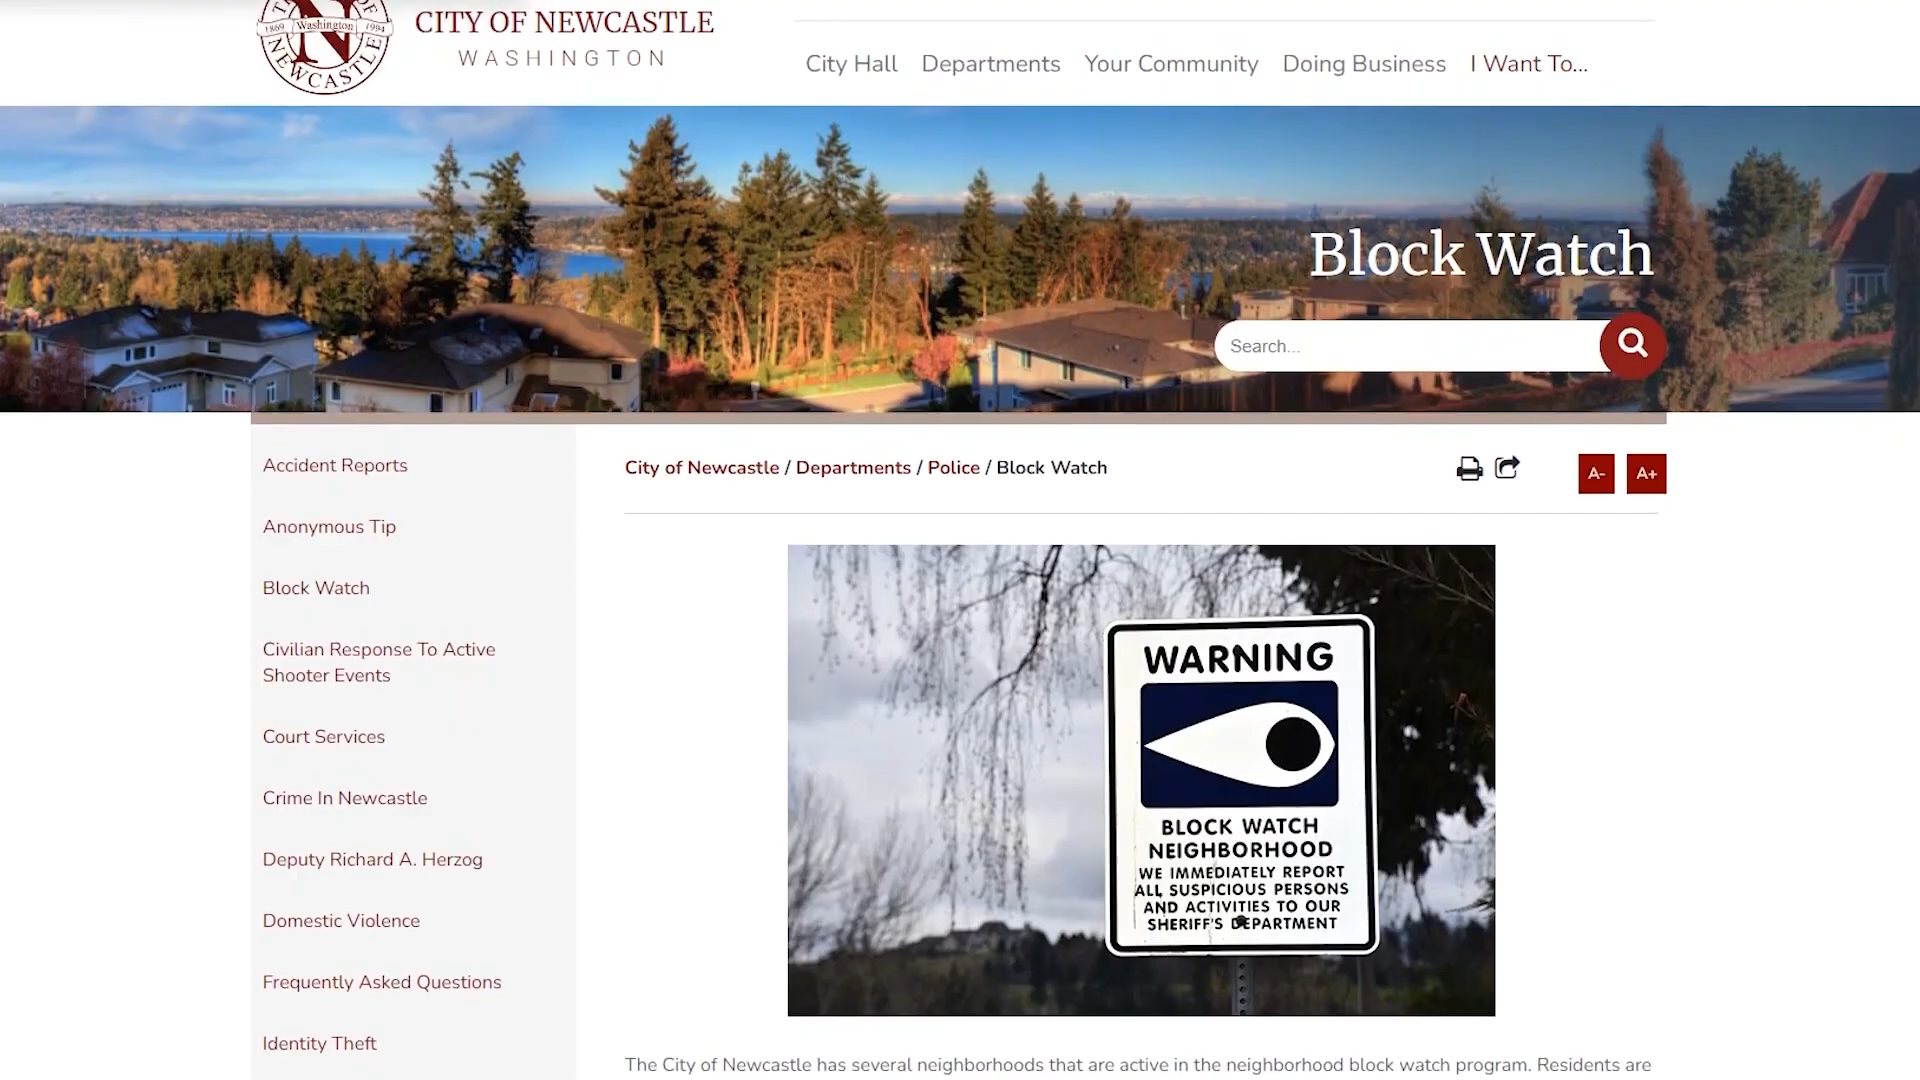 1869 Washington 1994
NEWCASTLE
CITY OF NEWCASTLE
WASHINGTON
City Hall Departments Your Community Doing Business I Want To...
Block Watch
Search...
Accident Reports
Anonymous Tip
Block Watch
Civilian Response To Active
Shooter Events
Court Services
Crime In Newcastle
Deputy Richard A. Herzog
Domestic Violence
Frequently Asked Questions
Identity Theft
City of Newcastle / Departments / Police / Block Watch
A- A+
WARNING
BLOCK WATCH
NEIGHBORHOOD
WE IMMEDIATELY REPORT
ALL SUSPICIOUS PERSONS
AND ACTIVITIES TO OUR
SHERIFF'S DEPARTMENT
The City of Newcastle has several neighborhoods that are active in the neighborhood block watch program. Residents are